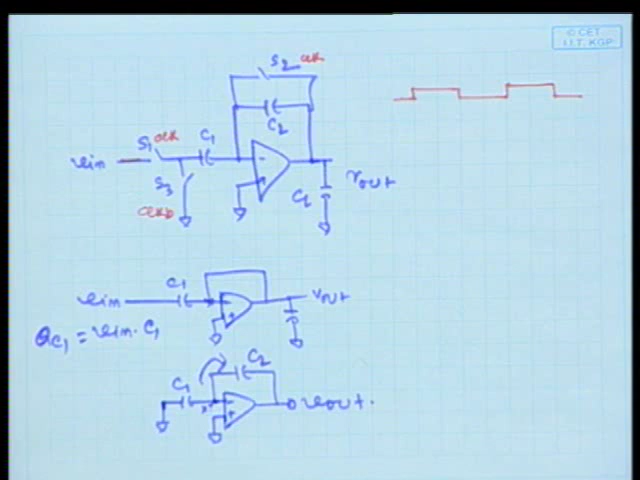 © CET
I.I.T. KGP
S2 clk
C2
S1 clk C1
vin
S3
clkb
CL
vout
C1
vin
vout
QC1 = vin. C1
C2
C1
x
vout.